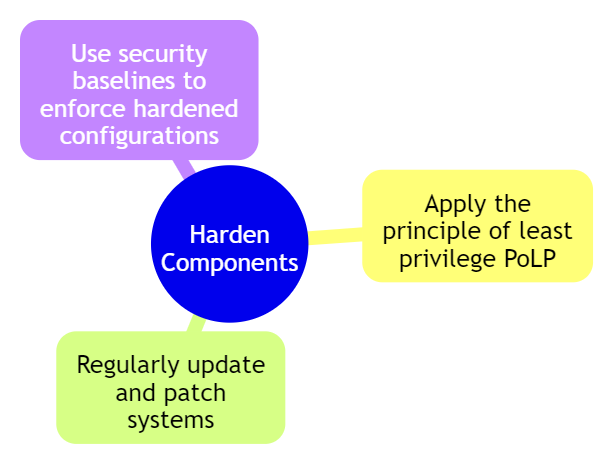 Use security
baselines to
enforce hardened
configurations
Harden
Components
Apply the
principle of least
privilege PoLP
Regularly update
and patch
systems